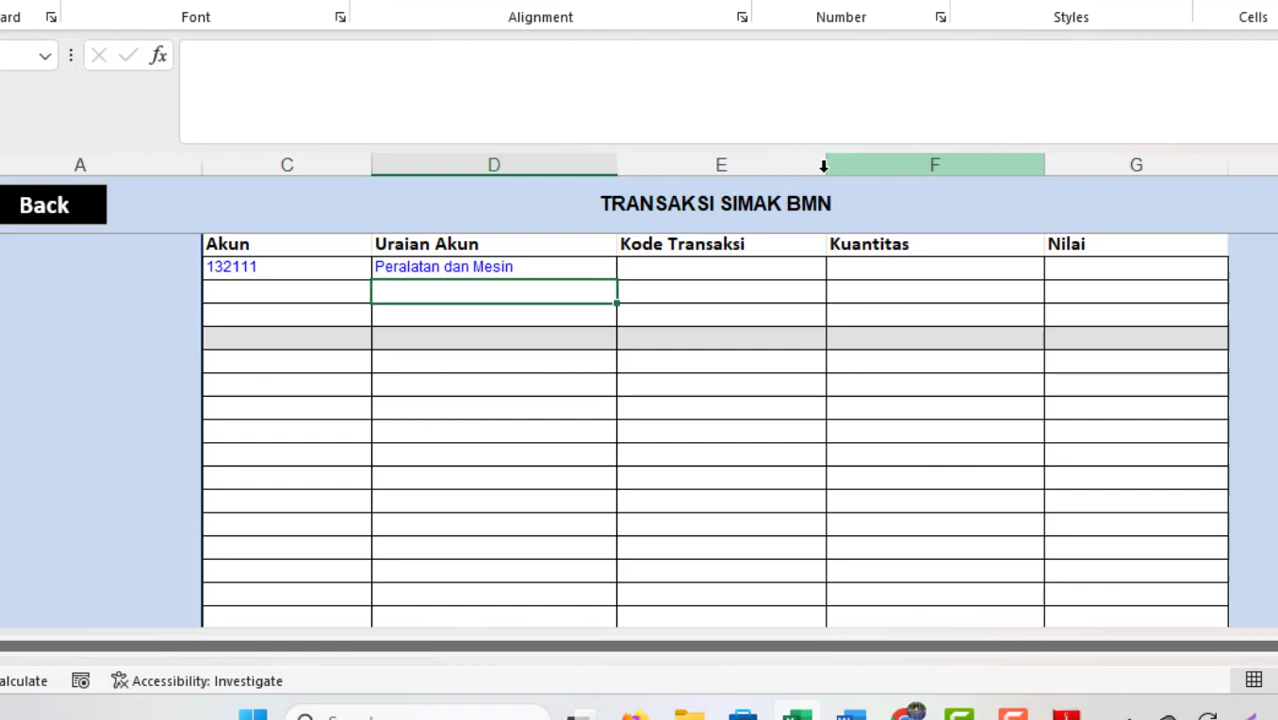 ard Font Alignment Number Styles Cells
fx
A C D E F G
Back TRANSAKSI SIMAK BMN
Akun Uraian Akun Kode Transaksi Kuantitas Nilai
132111 Peralatan dan Mesin
alculate Accessibility: Investigate